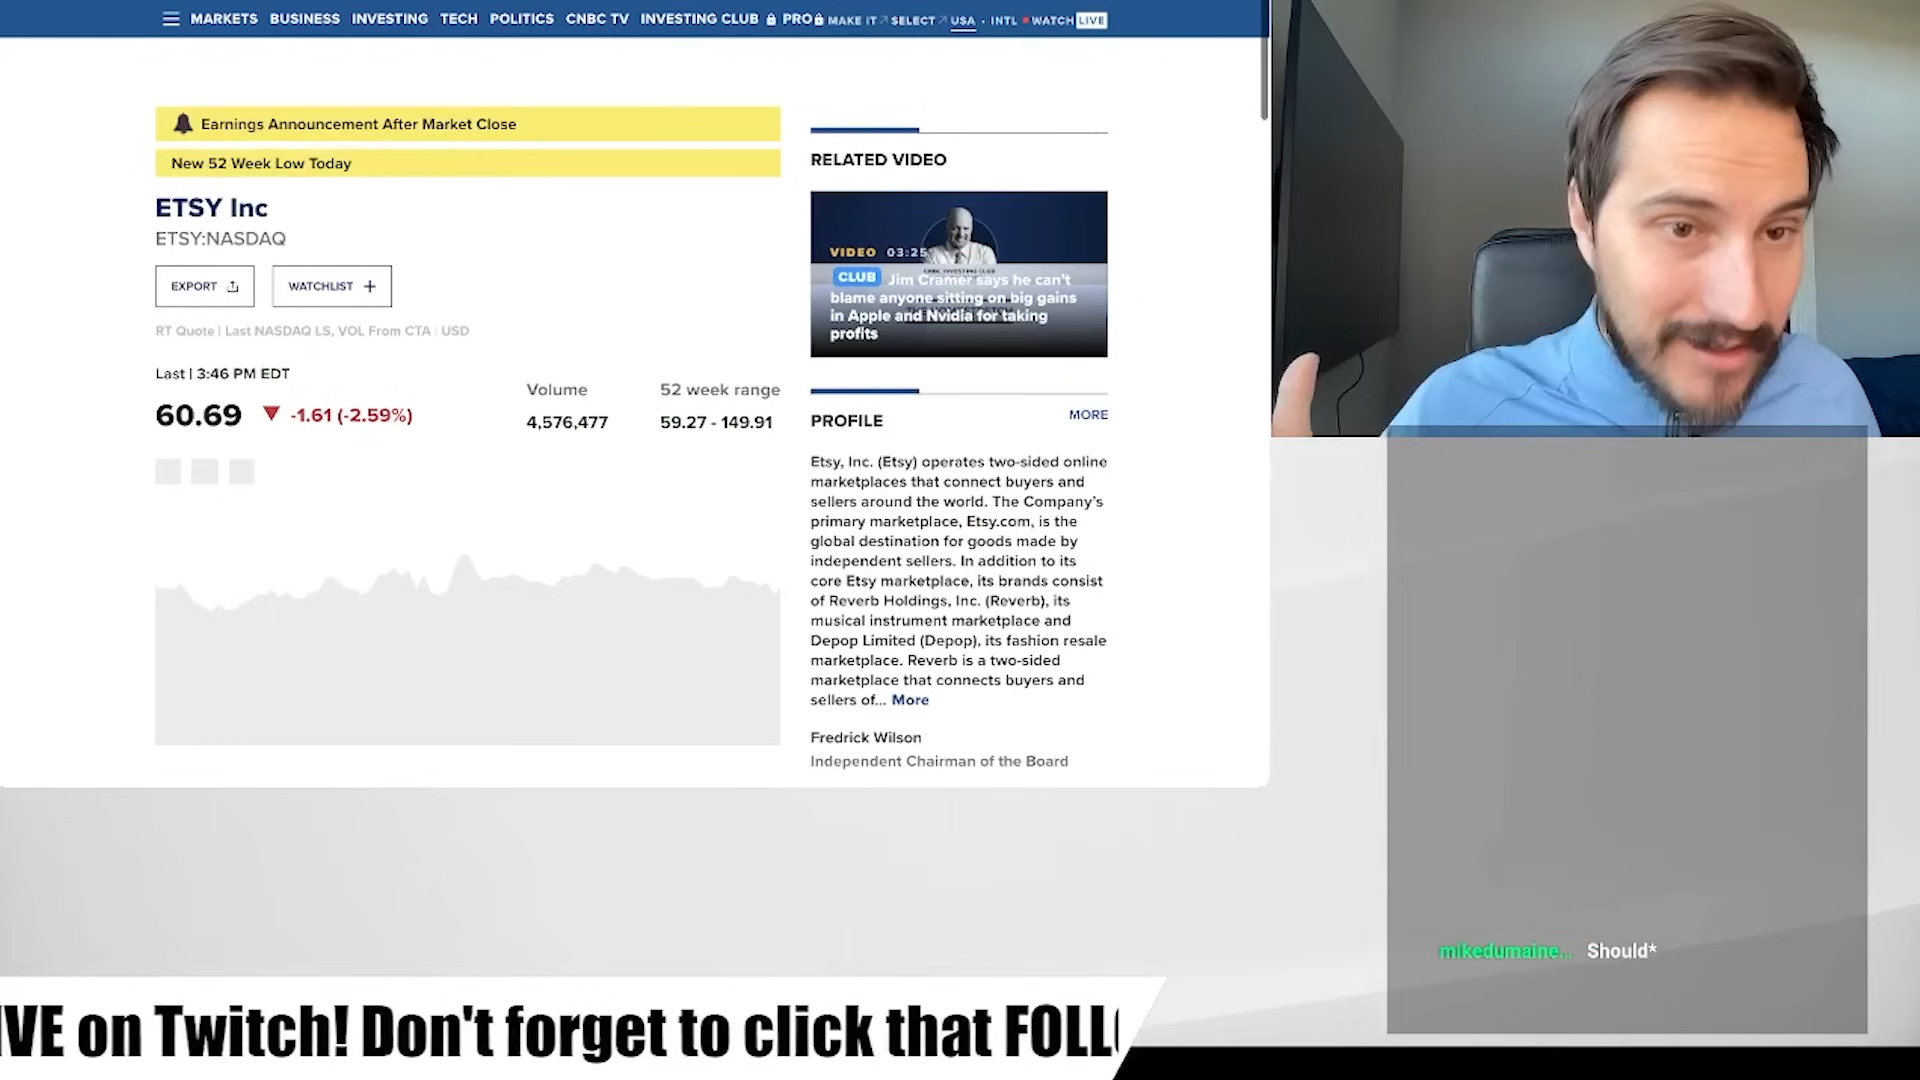 MARKETS BUSINESS INVESTING TECH POLITICS CNBC TV INVESTING CLUB PRO MAKE IT SELECT USA • INTL WATCH LIVE
Earnings Announcement After Market Close
New 52 Week Low Today
ETSY Inc
ETSY:NASDAQ
EXPORT
WATCHLIST +
RT Quote | Last NASDAQ LS, VOL From CTA | USD
Last | 3:46 PM EDT
60.69 ▼ -1.61 (-2.59%)
Volume
4,576,477
52 week range
59.27 - 149.91
RELATED VIDEO
VIDEO 03:25
CNBC INVESTING CLUB
CLUB Jim Cramer says he can't
blame anyone sitting on big gains
in Apple and Nvidia for taking
profits
PROFILE
MORE
Etsy, Inc. (Etsy) operates two-sided online
marketplaces that connect buyers and
sellers around the world. The Company's
primary marketplace, Etsy.com, is the
global destination for goods made by
independent sellers. In addition to its
core Etsy marketplace, its brands consist
of Reverb Holdings, Inc. (Reverb), its
musical instrument marketplace and
Depop Limited (Depop), its fashion resale
marketplace. Reverb is a two-sided
marketplace that connects buyers and
sellers of... More
Fredrick Wilson
Independent Chairman of the Board
mikedumaine... Should*
IVE on Twitch! Don't forget to click that FOLL